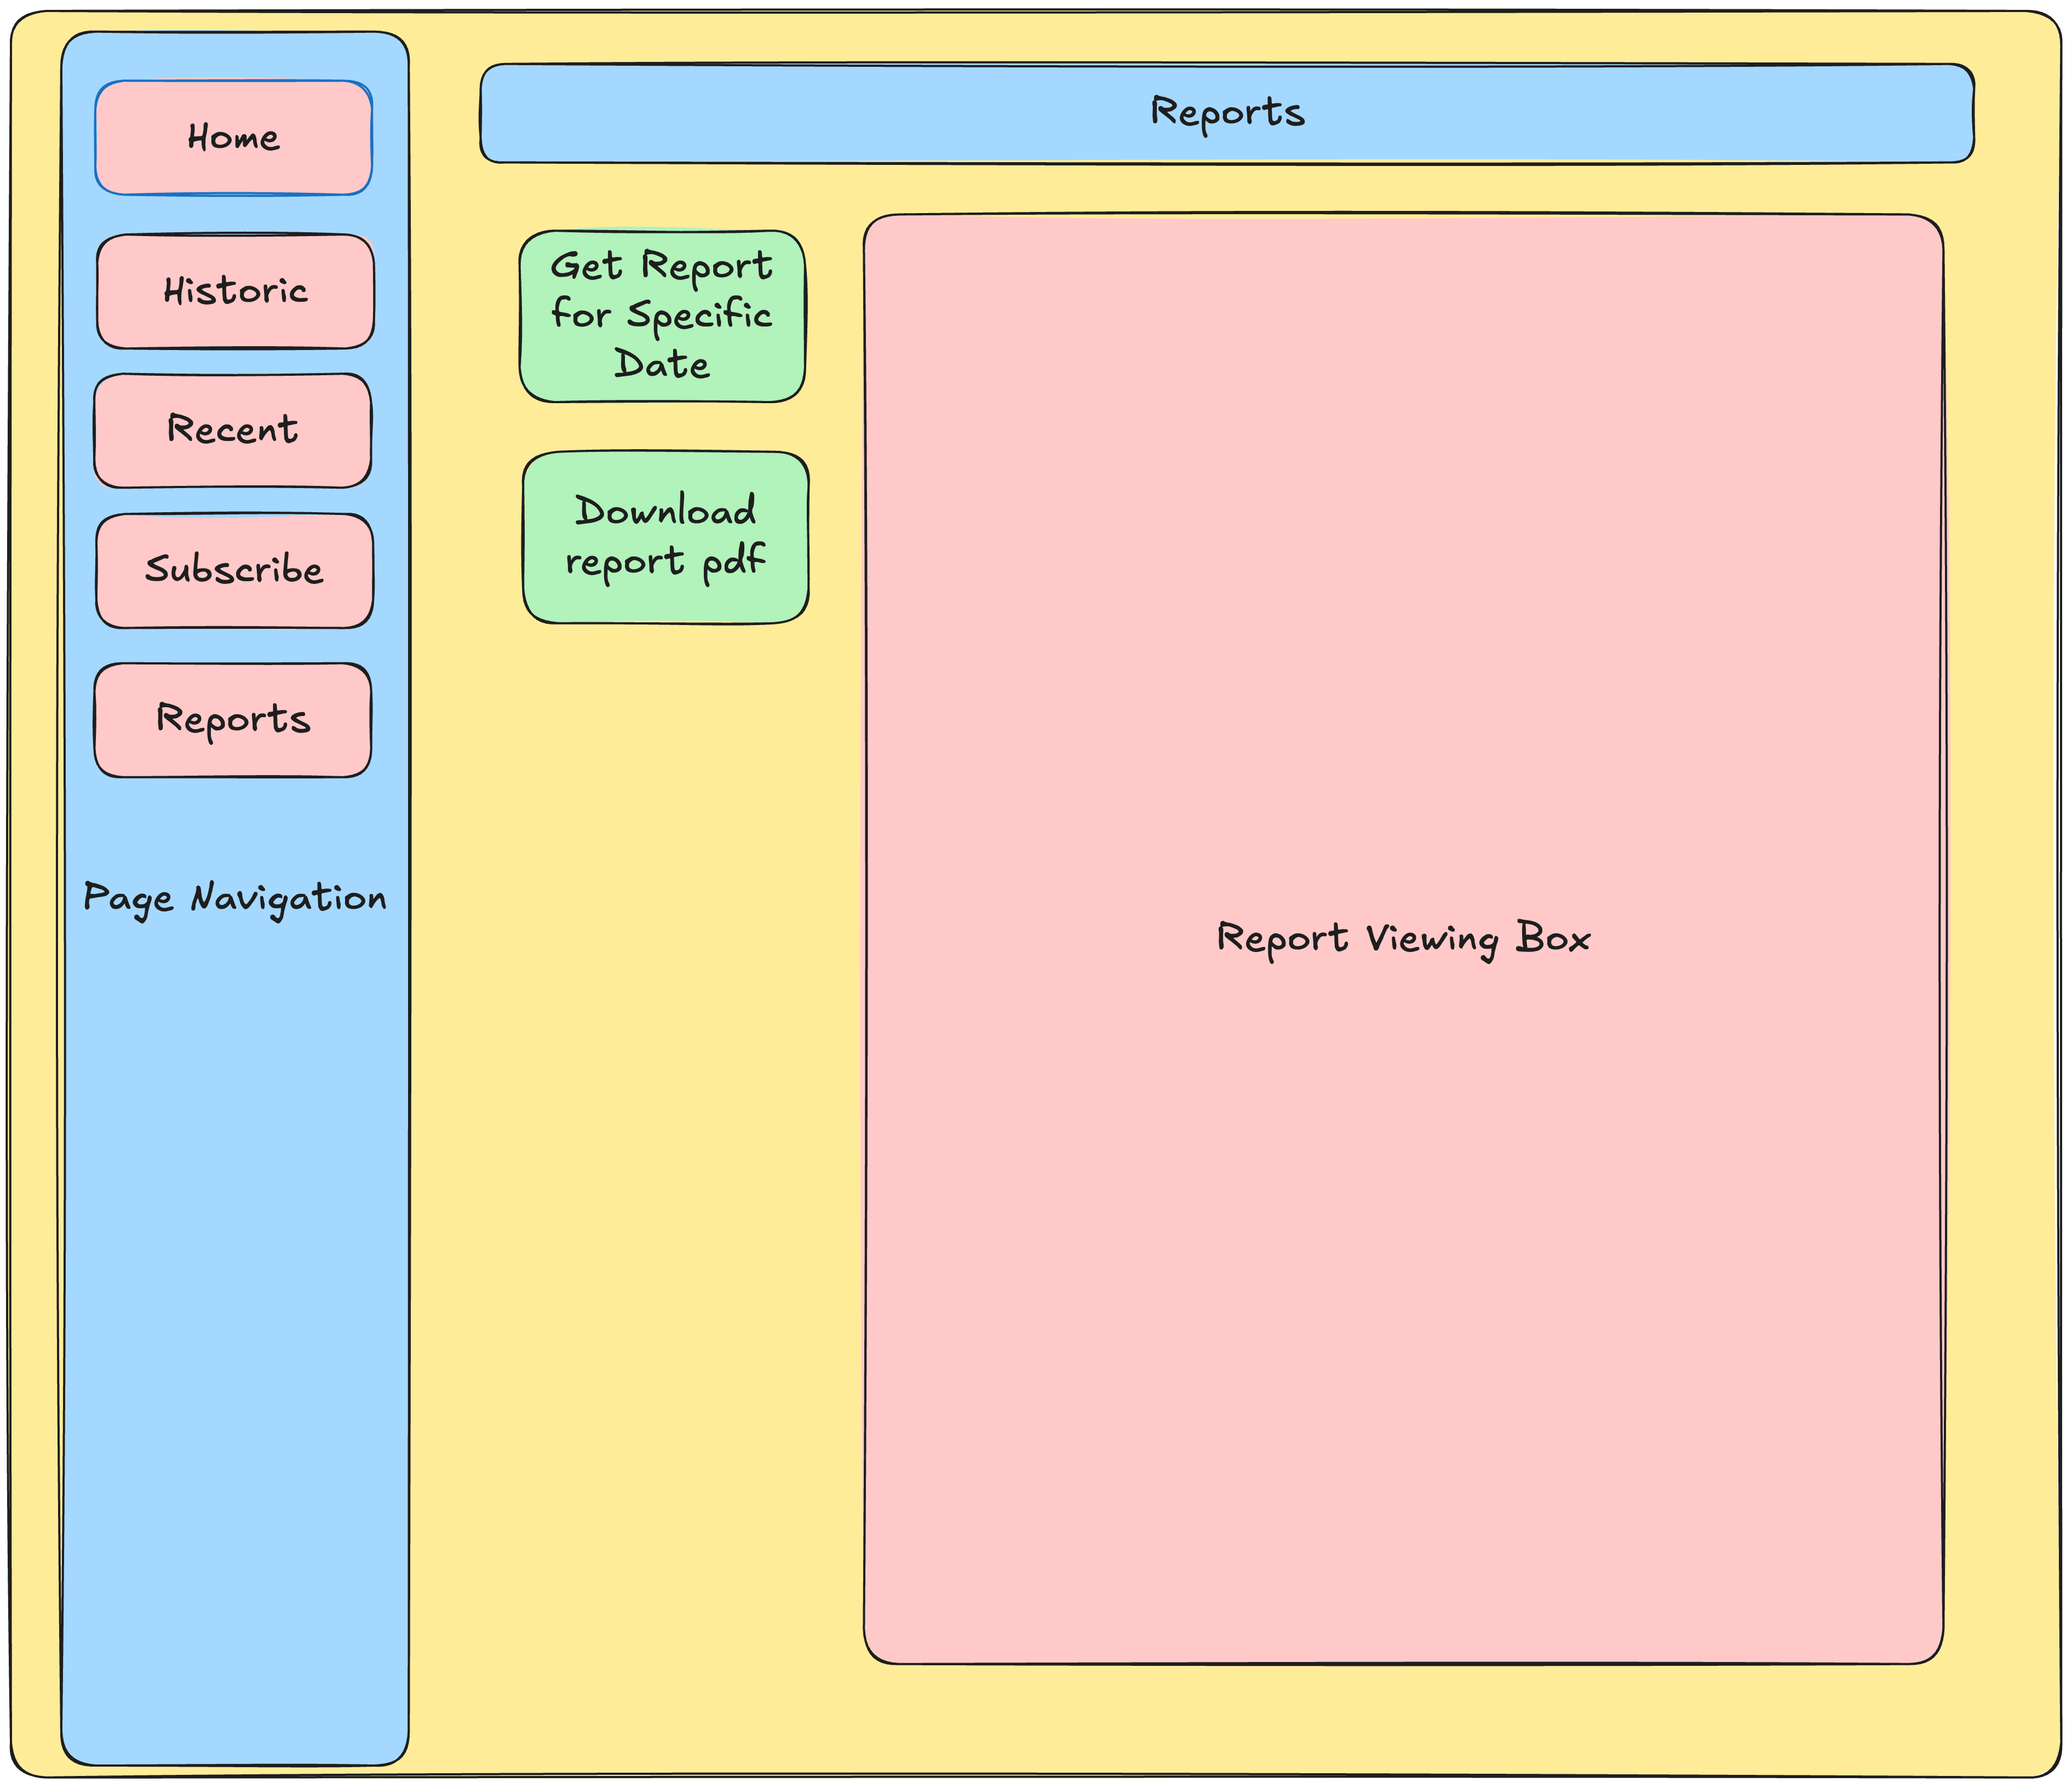 Home
Historic
Recent
Subscribe
Reports
Page Navigation
Reports
Get Report
for Specific
Date
Download
report pdf
Report Viewing Box